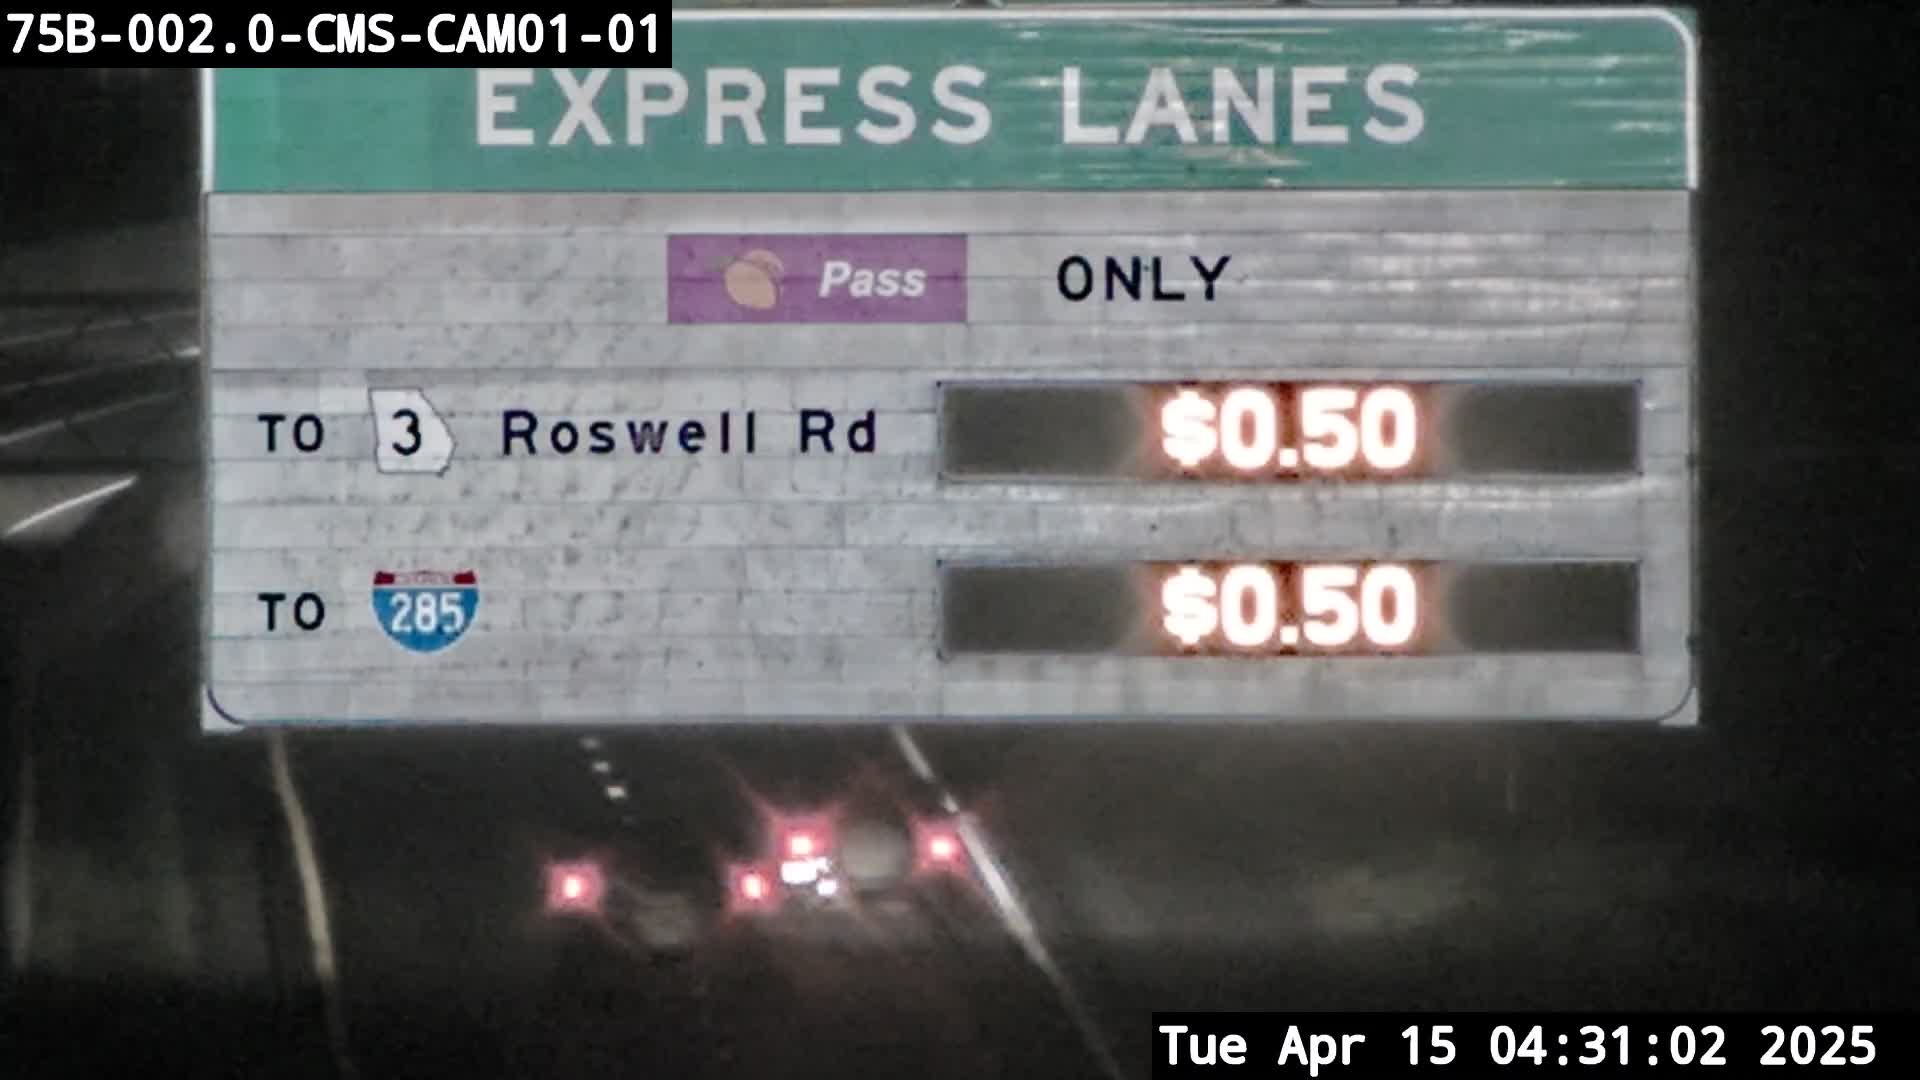 75B-002.0-CMS-CAM01-01
EXPRESS LANES
Pass ONLY
TO 3 Roswell Rd $0.50
TO 285 $0.50
Tue Apr 15 04:31:02 2025